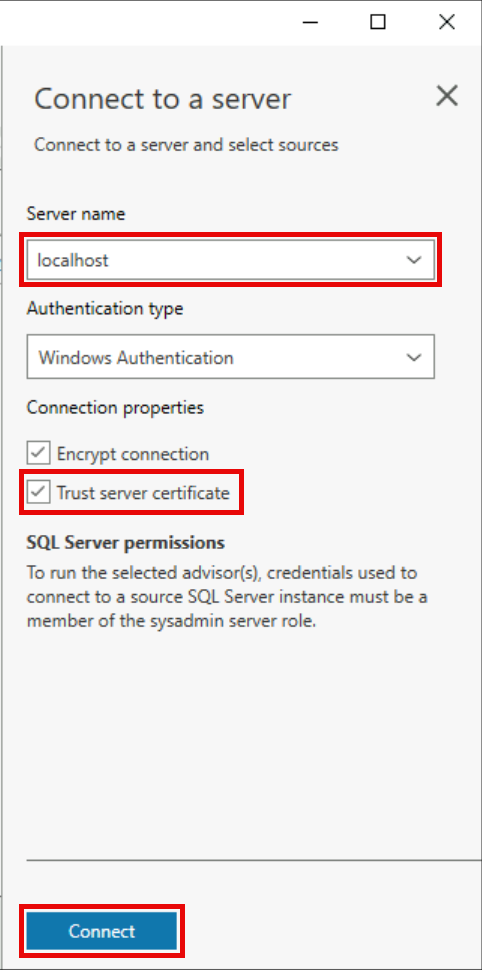 Connect to a server
Connect to a server and select sources
Server name
localhost
Authentication type
Windows Authentication
Connection properties
Encrypt connection
Trust server certificate
SQL Server permissions
To run the selected advisor(s), credentials used to
connect to a source SQL Server instance must be a
member of the sysadmin server role.
Connect